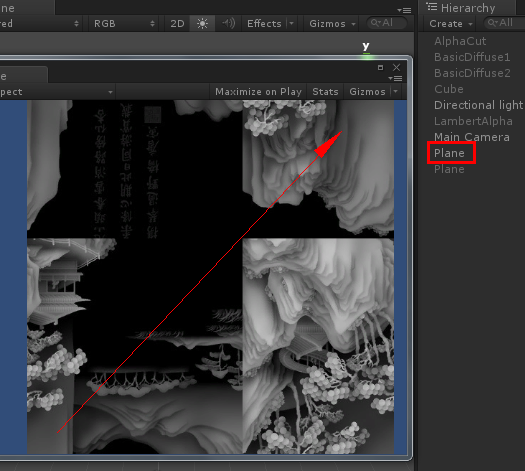 ne
red
RGB
2D
Effects
Gizmos
Al
y
e
pect
Maximize on Play
Stats
Gizmos
Hierarchy
Create
All
AlphaCut
BasicDiffuse1
BasicDiffuse2
Cube
Directional light
LambertAlpha
Main Camera
Plane
Plane